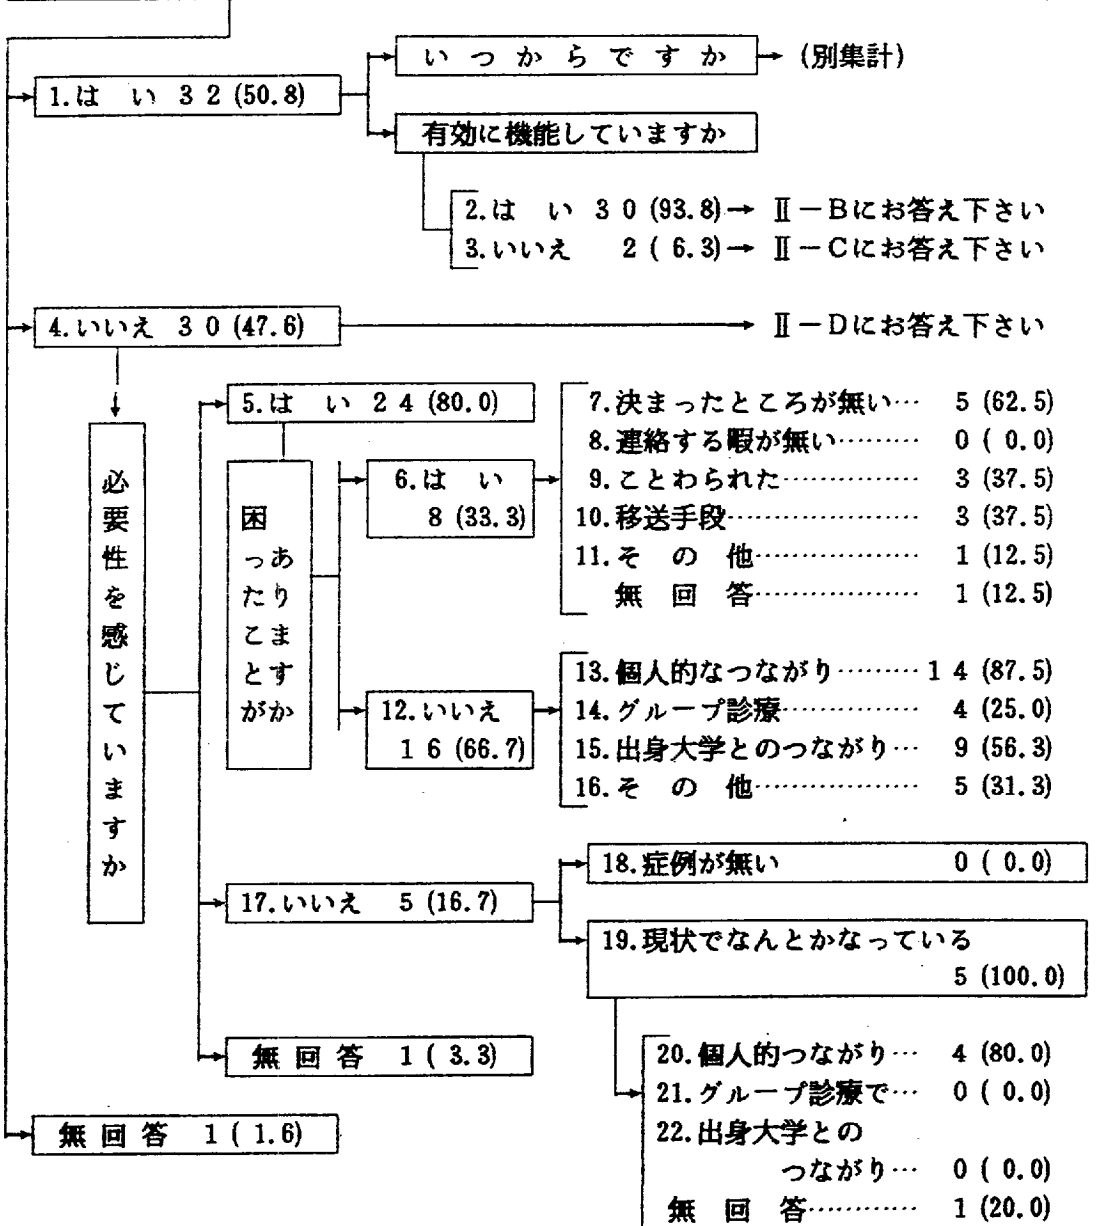 いつからですか → (別集計)
1.は い 32 (50.8)
有効に機能していますか
2.は い 30 (93.8)→ Ⅱ−Bにお答え下さい
3.いいえ 2 ( 6.3)→ Ⅱ−Cにお答え下さい
4.いいえ 30 (47.6) → Ⅱ−Dにお答え下さい
必要性を感じていますか
5.は い 24 (80.0)
困ったことが
ありますか
6.は い
8 (33.3)
7.決まったところが無い… 5 (62.5)
8.連絡する暇が無い……… 0 ( 0.0)
9.ことわられた…………… 3 (37.5)
10.移送手段………………… 3 (37.5)
11.そ の 他……………… 1 (12.5)
無 回 答……………… 1 (12.5)
12.いいえ
16 (66.7)
13.個人的なつながり………14 (87.5)
14.グループ診療…………… 4 (25.0)
15.出身大学とのつながり… 9 (56.3)
16.そ の 他……………… 5 (31.3)
17.いいえ 5 (16.7)
18.症例が無い 0 ( 0.0)
19.現状でなんとかなっている
5 (100.0)
20.個人的つながり… 4 (80.0)
21.グループ診療で… 0 ( 0.0)
22.出身大学との
つながり… 0 ( 0.0)
無 回 答………… 1 (20.0)
無 回 答 1 ( 3.3)
無 回 答 1 ( 1.6)